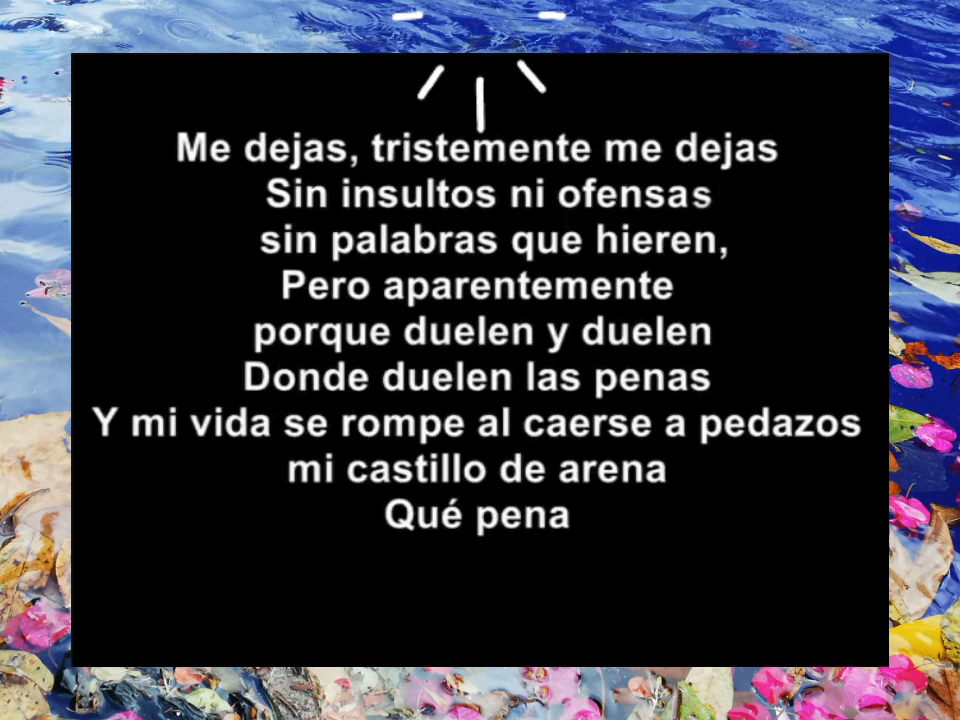 Me dejas, tristemente me dejas
Sin insultos ni ofensas
sin palabras que hieren,
Pero aparentemente
porque duelen y duelen
Donde duelen las penas
Y mi vida se rompe al caerse a pedazos
mi castillo de arena
Qué pena